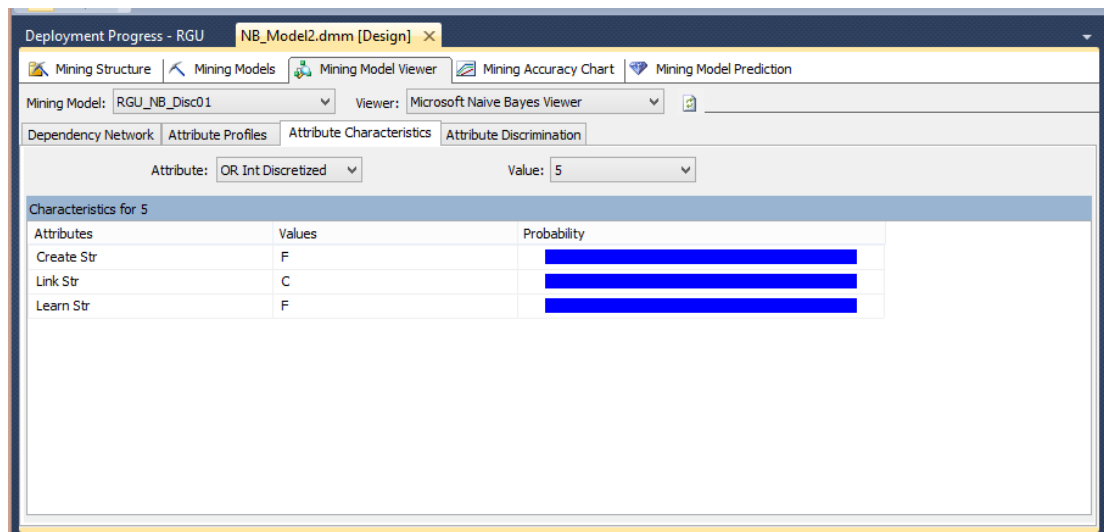 Deployment Progress - RGU NB_Model2.dmm [Design]
Mining Structure Mining Models Mining Model Viewer Mining Accuracy Chart Mining Model Prediction
Mining Model: RGU_NB_Disc01 Viewer: Microsoft Naive Bayes Viewer
Dependency Network Attribute Profiles Attribute Characteristics Attribute Discrimination
Attribute: OR Int Discretized Value: 5
Characteristics for 5
Attributes Values Probability
Create Str F
Link Str C
Learn Str F